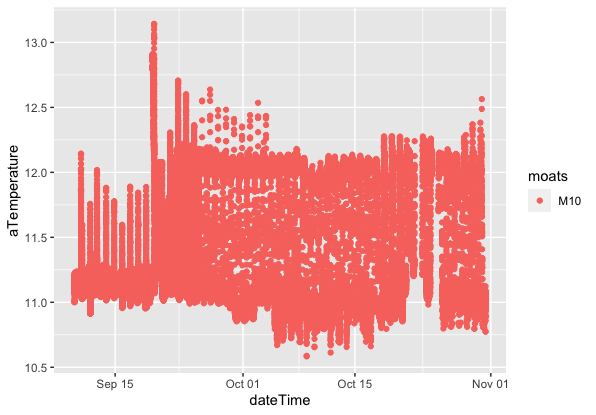 13.0
12.5
12.0
11.5
11.0
10.5
aTemperature
Sep 15
Oct 01
Oct 15
Nov 01
dateTime
moats
M10